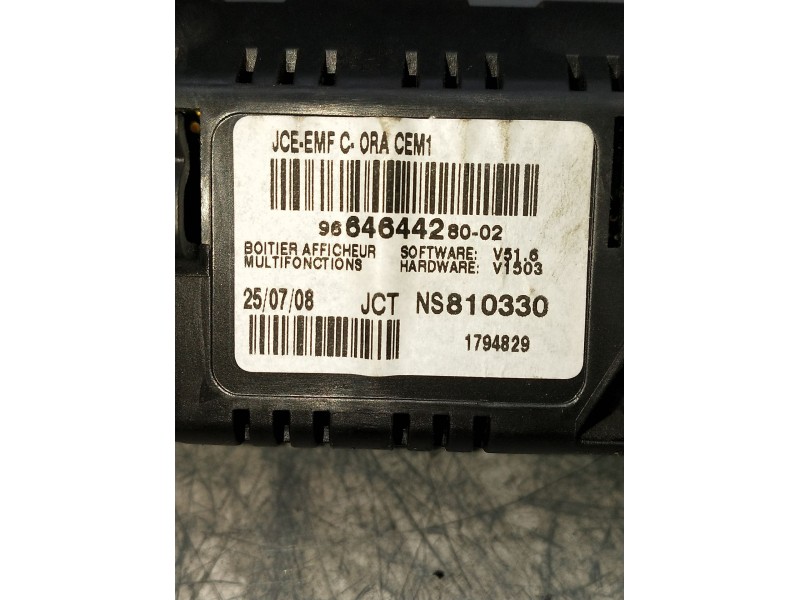 JCE-EMF C- ORA CEM1
9664644280-02
BOITIER AFFICHEUR SOFTWARE: V51.6
MULTIFONCTIONS HARDWARE: V1503
25/07/08 JCT NS810330
1794829